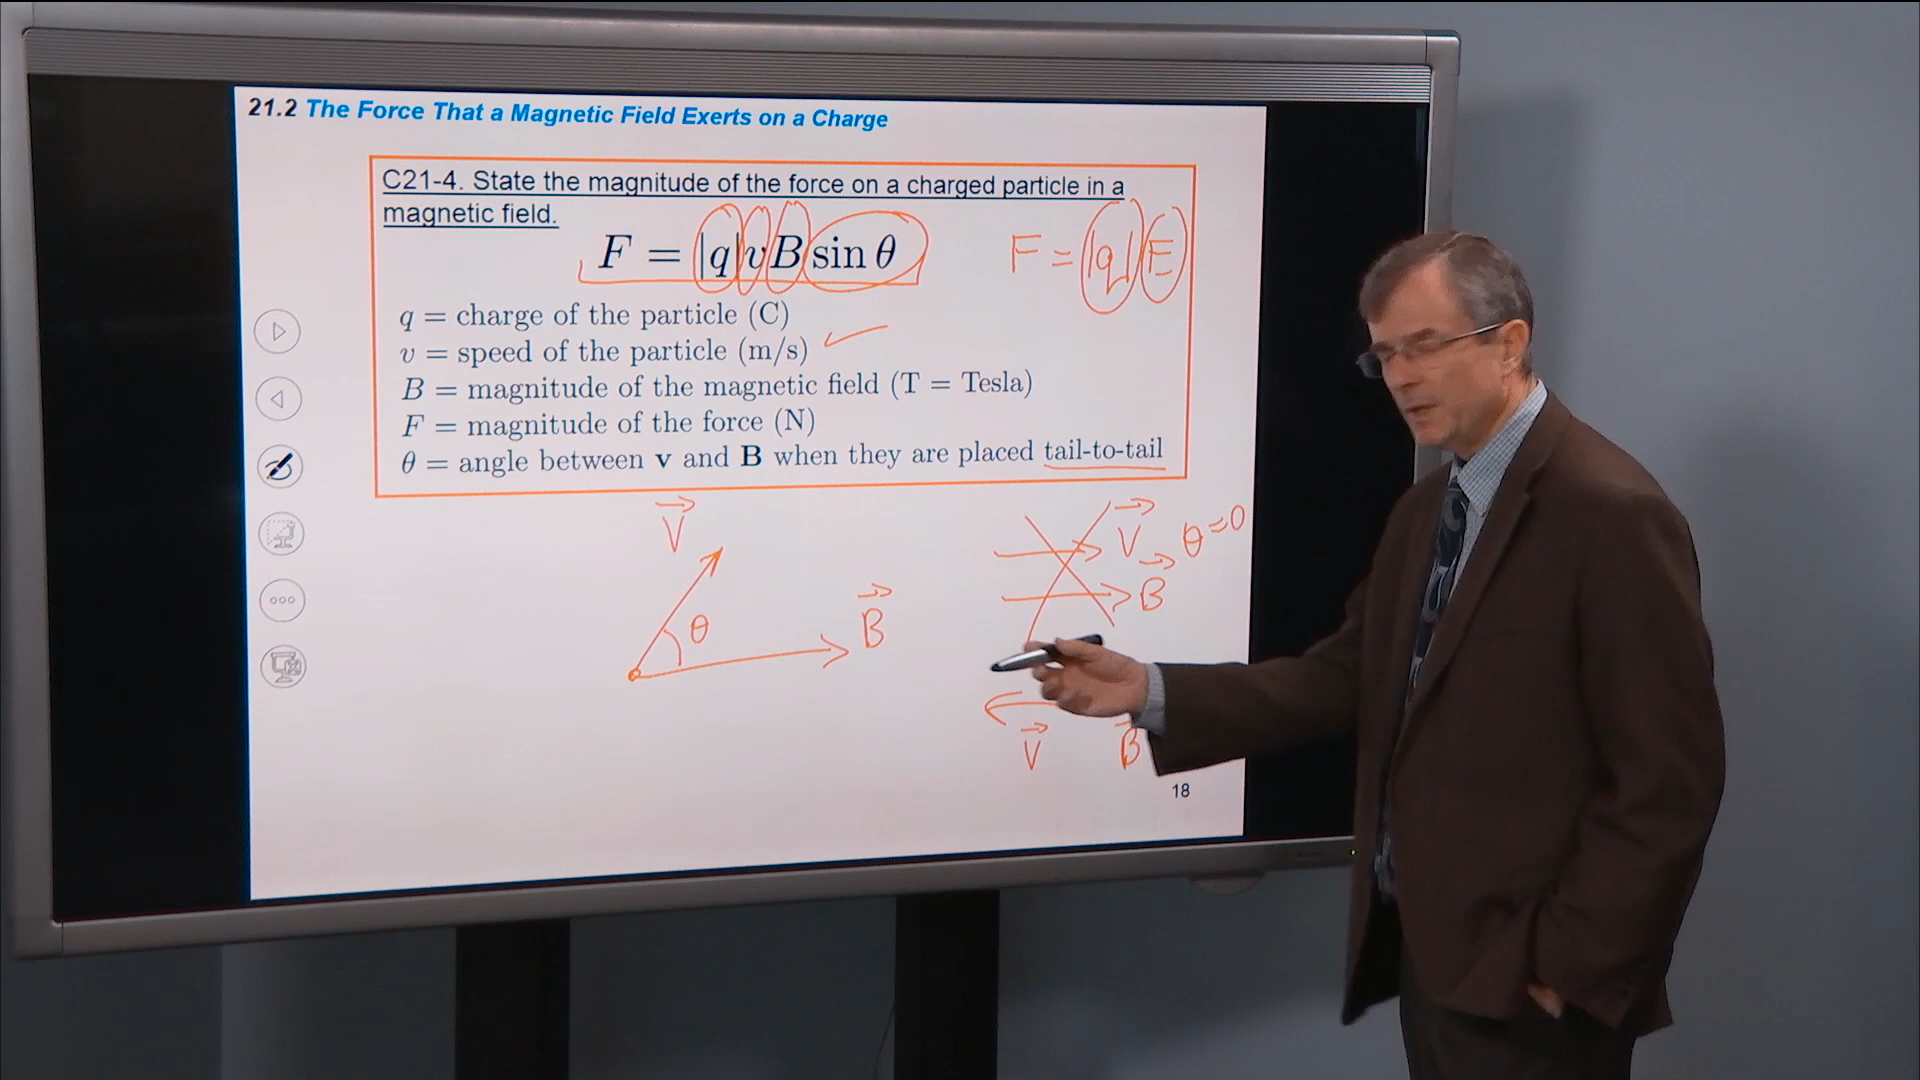 21.2 The Force That a Magnetic Field Exerts on a Charge
C21-4. State the magnitude of the force on a charged particle in a
magnetic field.
F = |q|vB sin θ
F = |q|E
q = charge of the particle (C)
v = speed of the particle (m/s)
B = magnitude of the magnetic field (T = Tesla)
F = magnitude of the force (N)
θ = angle between v and B when they are placed tail-to-tail
V
θ
B
V θ = 0
B
V B
18